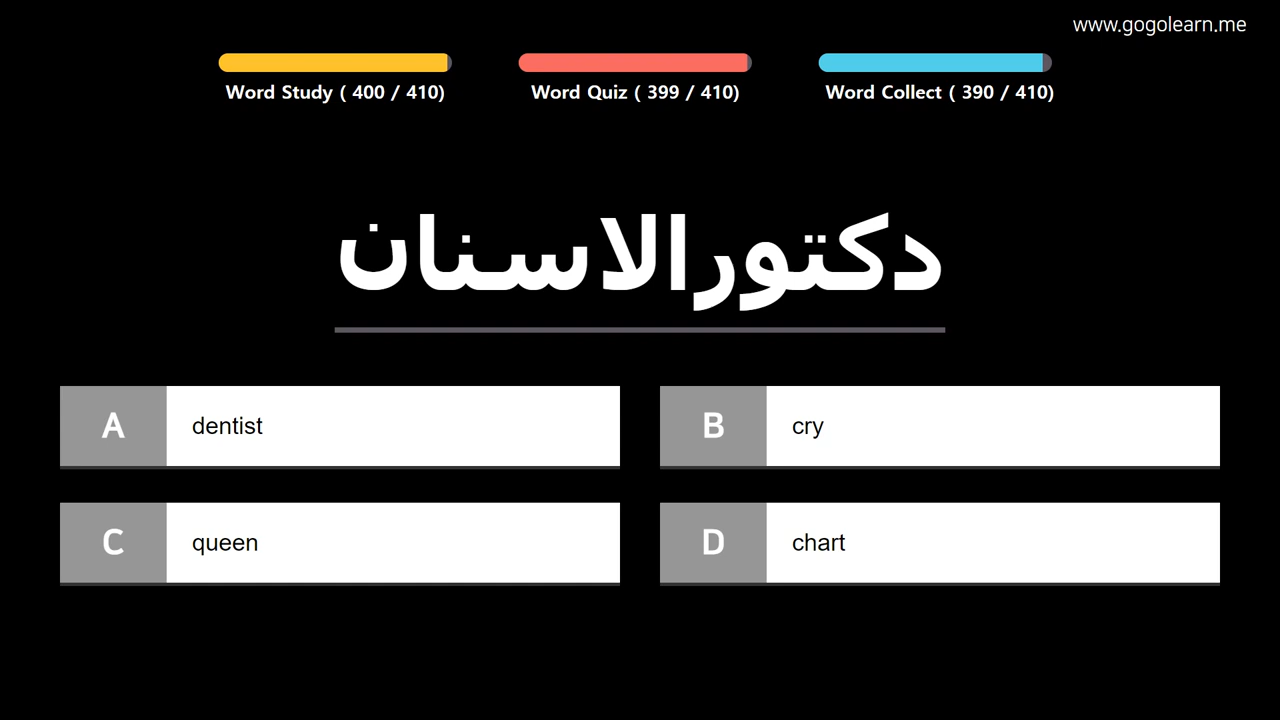 www.gogolearn.me
Word Study ( 400 / 410)
Word Quiz ( 399 / 410)
Word Collect ( 390 / 410)
دكتورالاسنان
A dentist
B cry
C queen
D chart